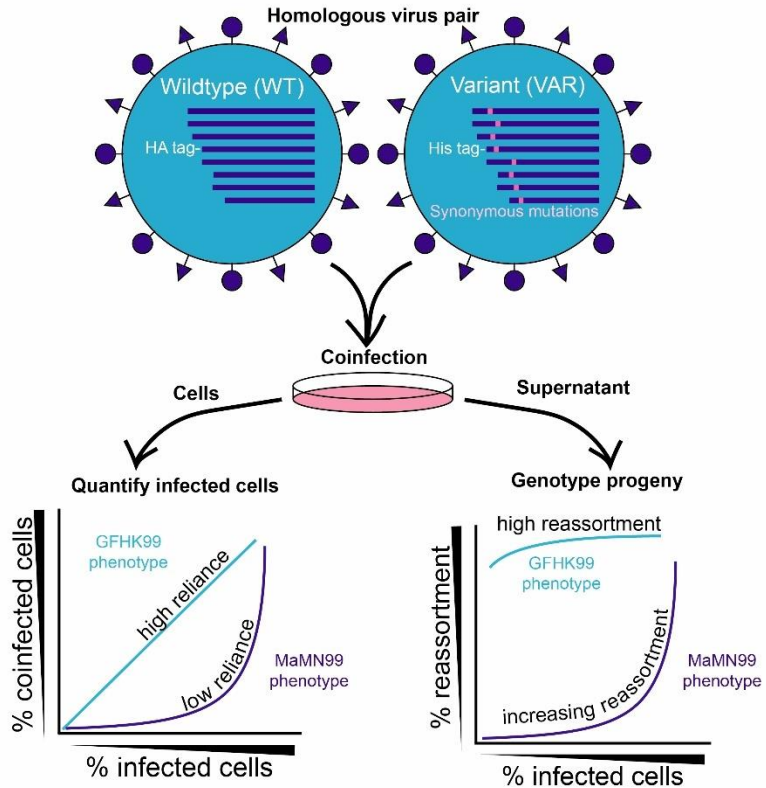 Homologous virus pair
Wildtype (WT)
HA tag-
Variant (VAR)
His tag-
Synonymous mutations
Coinfection
Cells
Supernatant
Quantify infected cells
% coinfected cells
GFHK99
phenotype
high reliance
low reliance
MaMN99
phenotype
% infected cells
Genotype progeny
% reassortment
high reassortment
GFHK99
phenotype
increasing reassortment
MaMN99
phenotype
% infected cells